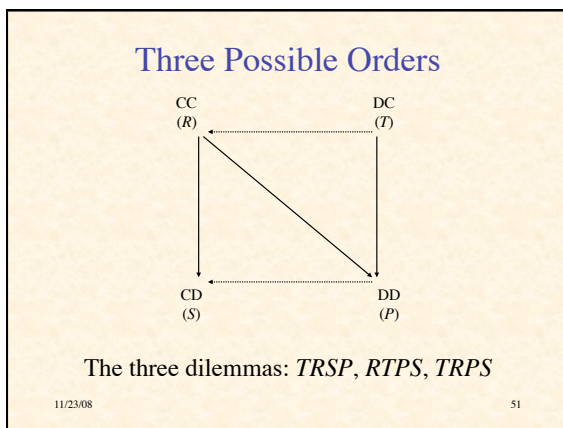 Three Possible Orders
CC DC
(R) (T)
CD DD
(S) (P)
The three dilemmas: TRSP, RTPS, TRPS
11/23/08 51